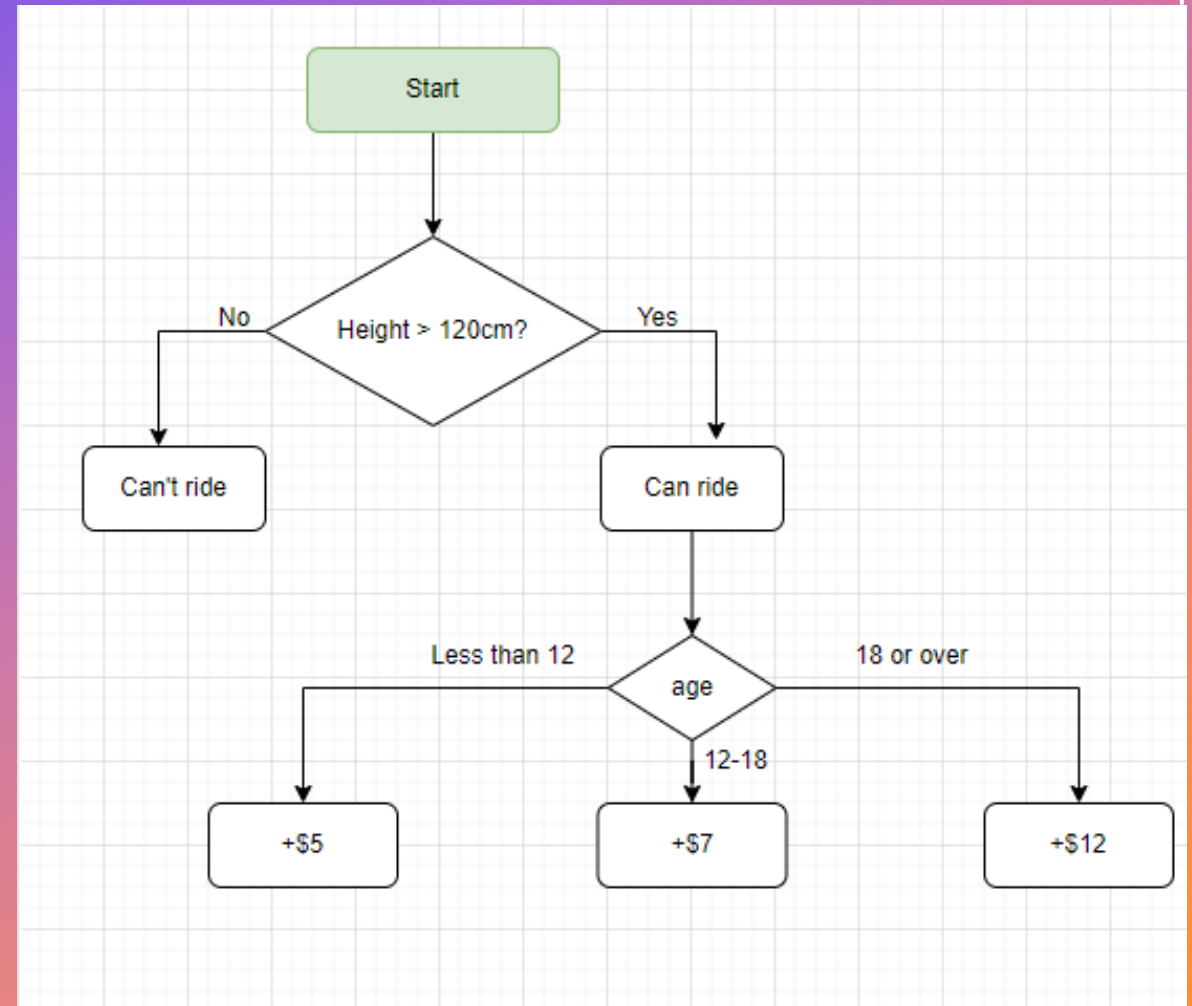 Start
Height > 120cm?
No
Yes
Can't ride
Can ride
age
Less than 12
12-18
18 or over
+$5
+$7
+$12